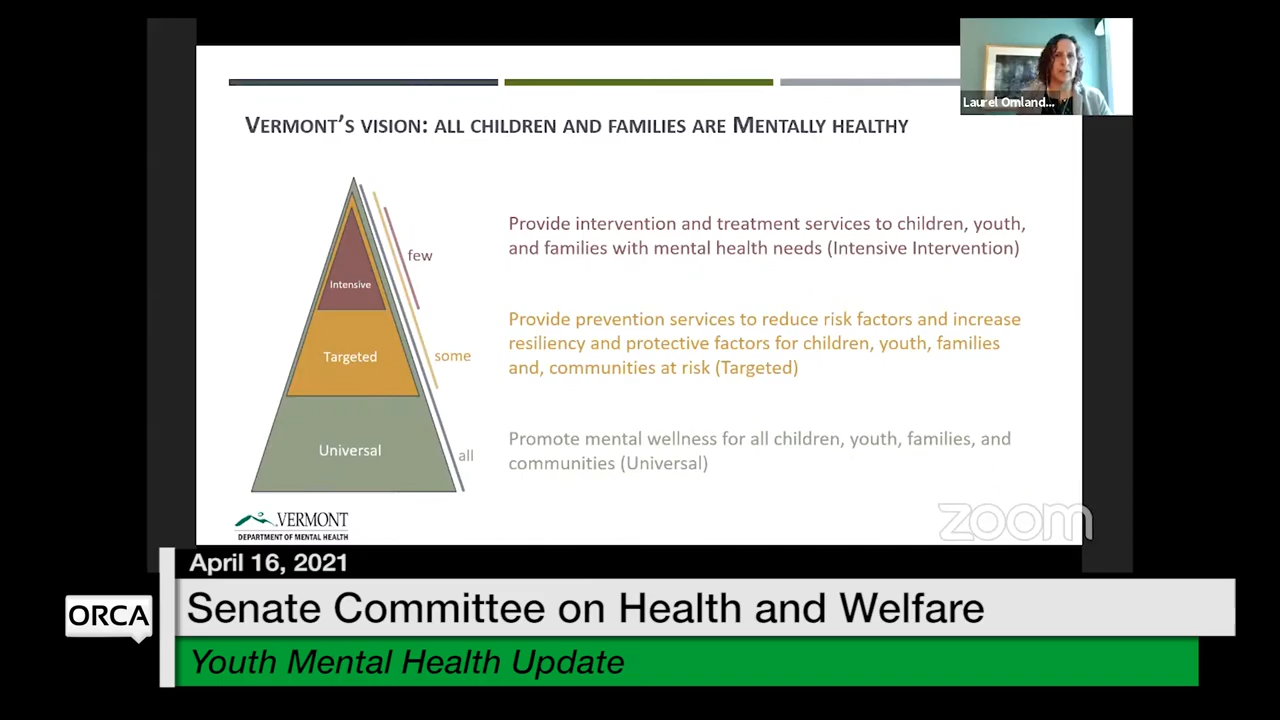 Laurel Omland...
VERMONT'S VISION: ALL CHILDREN AND FAMILIES ARE MENTALLY HEALTHY
Provide intervention and treatment services to children, youth,
and families with mental health needs (Intensive Intervention)
few
Intensive
Provide prevention services to reduce risk factors and increase
resiliency and protective factors for children, youth, families
and, communities at risk (Targeted)
Targeted
some
Promote mental wellness for all children, youth, families, and
communities (Universal)
Universal
all
VERMONT
DEPARTMENT OF MENTAL HEALTH
zoom
April 16, 2021
ORCA
Senate Committee on Health and Welfare
Youth Mental Health Update